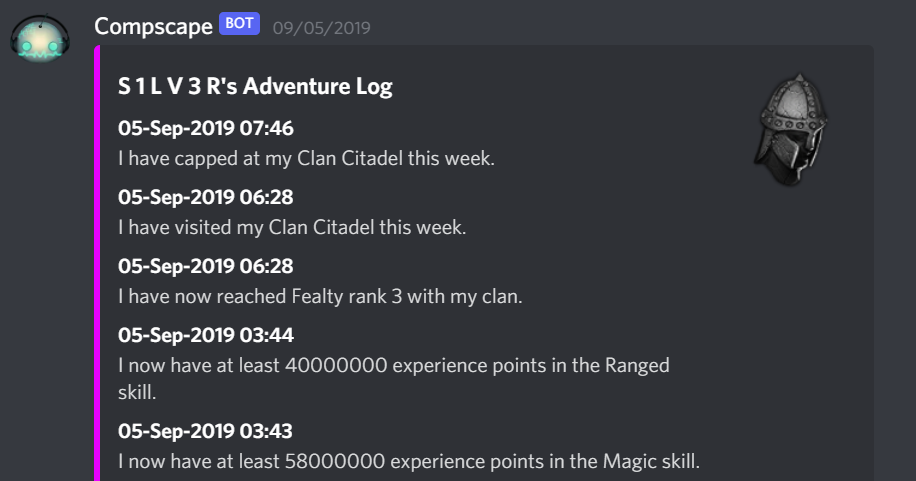 Compscape BOT 09/05/2019
S 1 L V 3 R's Adventure Log
05-Sep-2019 07:46
I have capped at my Clan Citadel this week.
05-Sep-2019 06:28
I have visited my Clan Citadel this week.
05-Sep-2019 06:28
I have now reached Fealty rank 3 with my clan.
05-Sep-2019 03:44
I now have at least 40000000 experience points in the Ranged
skill.
05-Sep-2019 03:43
I now have at least 58000000 experience points in the Magic skill.